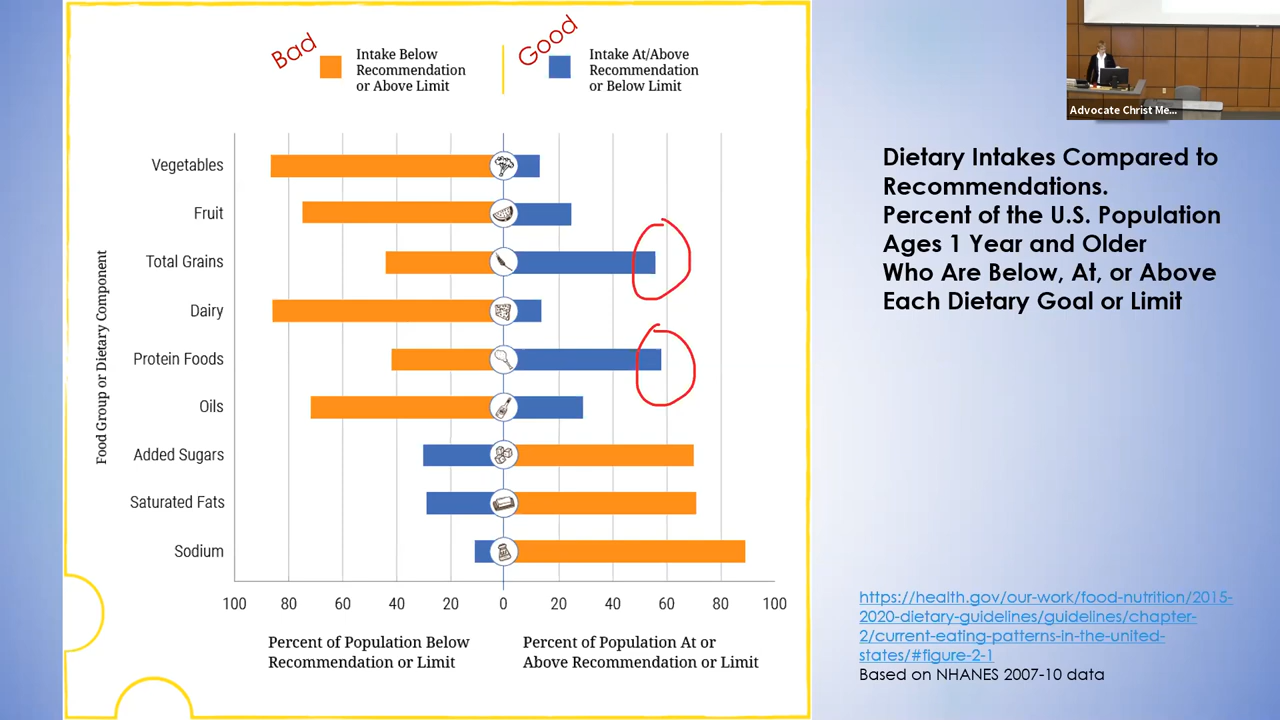 Bad
Intake Below
Recommendation
or Above Limit
Good
Intake At/Above
Recommendation
or Below Limit
Advocate Christ Me...
Dietary Intakes Compared to
Recommendations.
Percent of the U.S. Population
Ages 1 Year and Older
Who Are Below, At, or Above
Each Dietary Goal or Limit
Food Group or Dietary Component
Vegetables
Fruit
Total Grains
Dairy
Protein Foods
Oils
Added Sugars
Saturated Fats
Sodium
100 80 60 40 20 0 20 40 60 80 100
Percent of Population Below
Recommendation or Limit
Percent of Population At or
Above Recommendation or Limit
https://health.gov/our-work/food-nutrition/2015-
2020-dietary-guidelines/guidelines/chapter-
2/current-eating-patterns-in-the-united-
states/#figure-2-1
Based on NHANES 2007-10 data